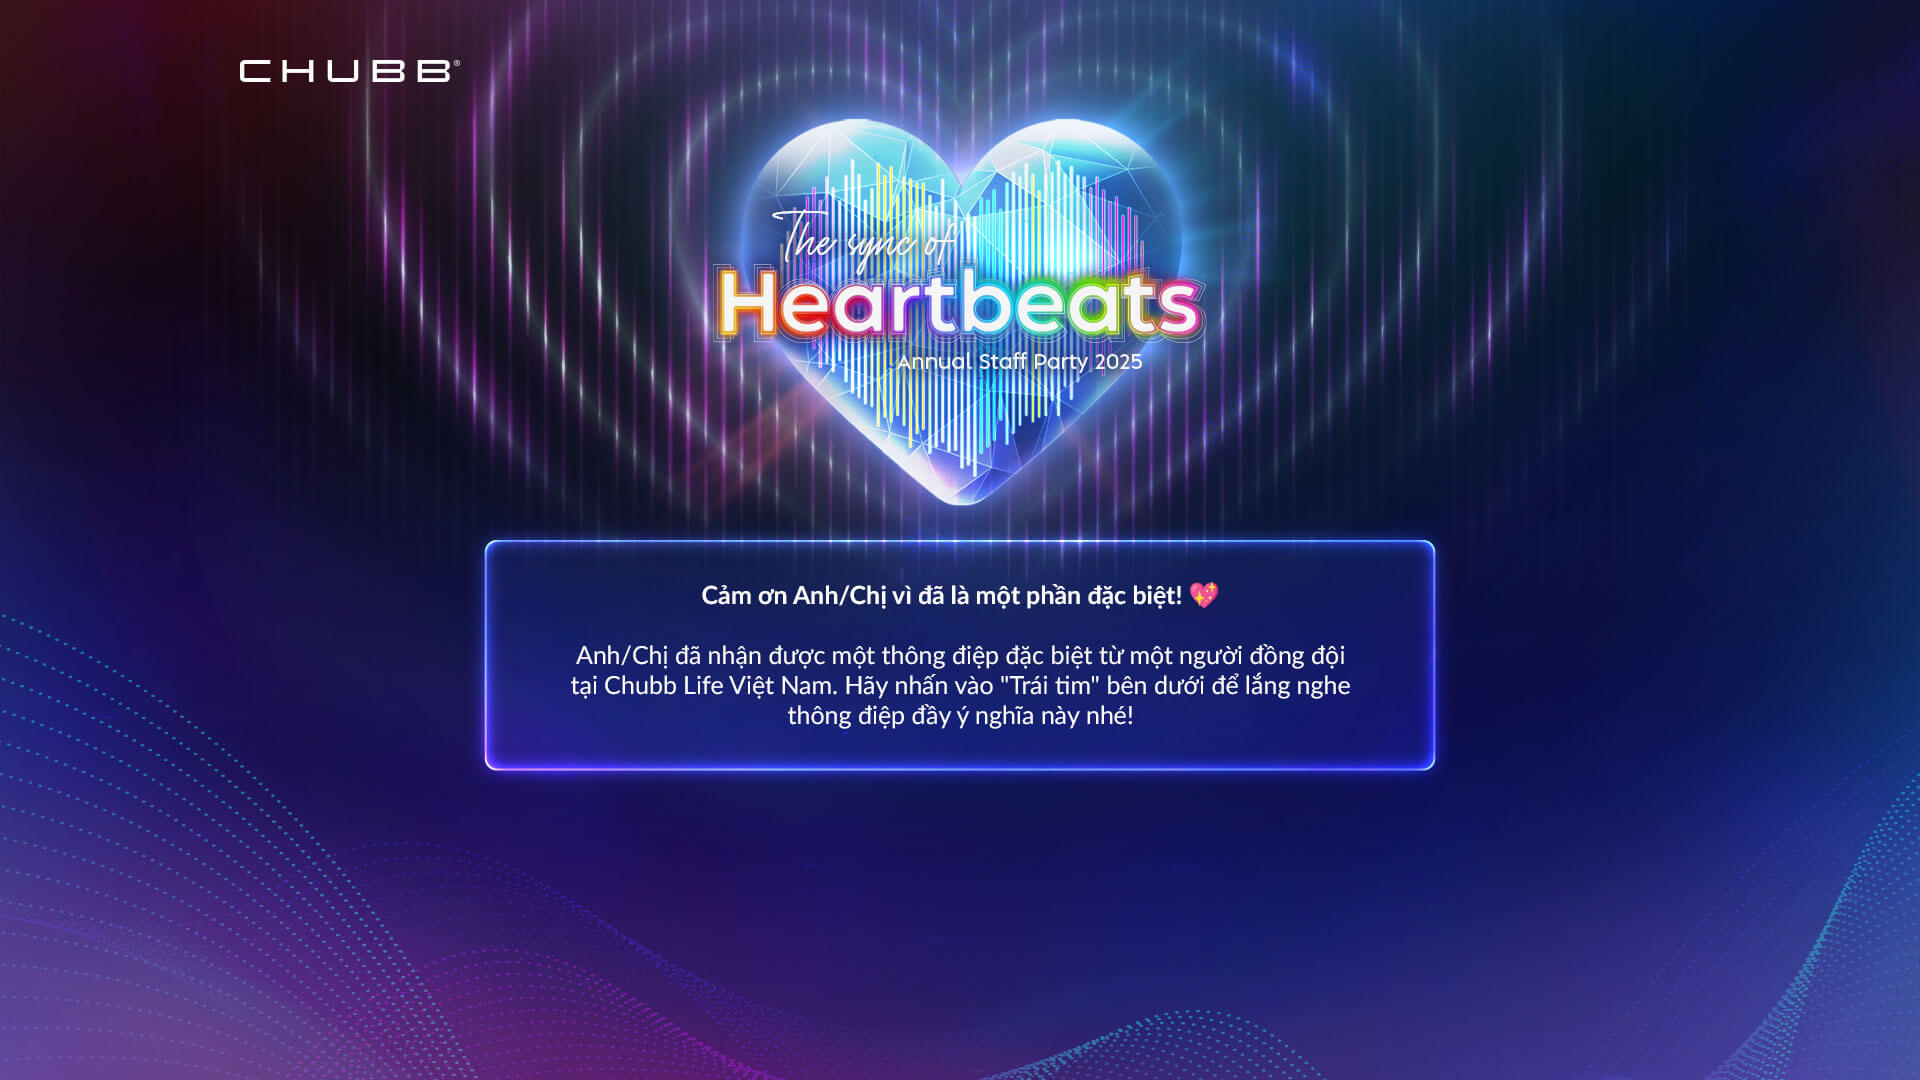 CHUBB®
The sync of
Heartbeats
Annual Staff Party 2025
Cảm ơn Anh/Chị vì đã là một phần đặc biệt! 💖
Anh/Chị đã nhận được một thông điệp đặc biệt từ một người đồng đội
tại Chubb Life Việt Nam. Hãy nhấn vào "Trái tim" bên dưới để lắng nghe
thông điệp đầy ý nghĩa này nhé!